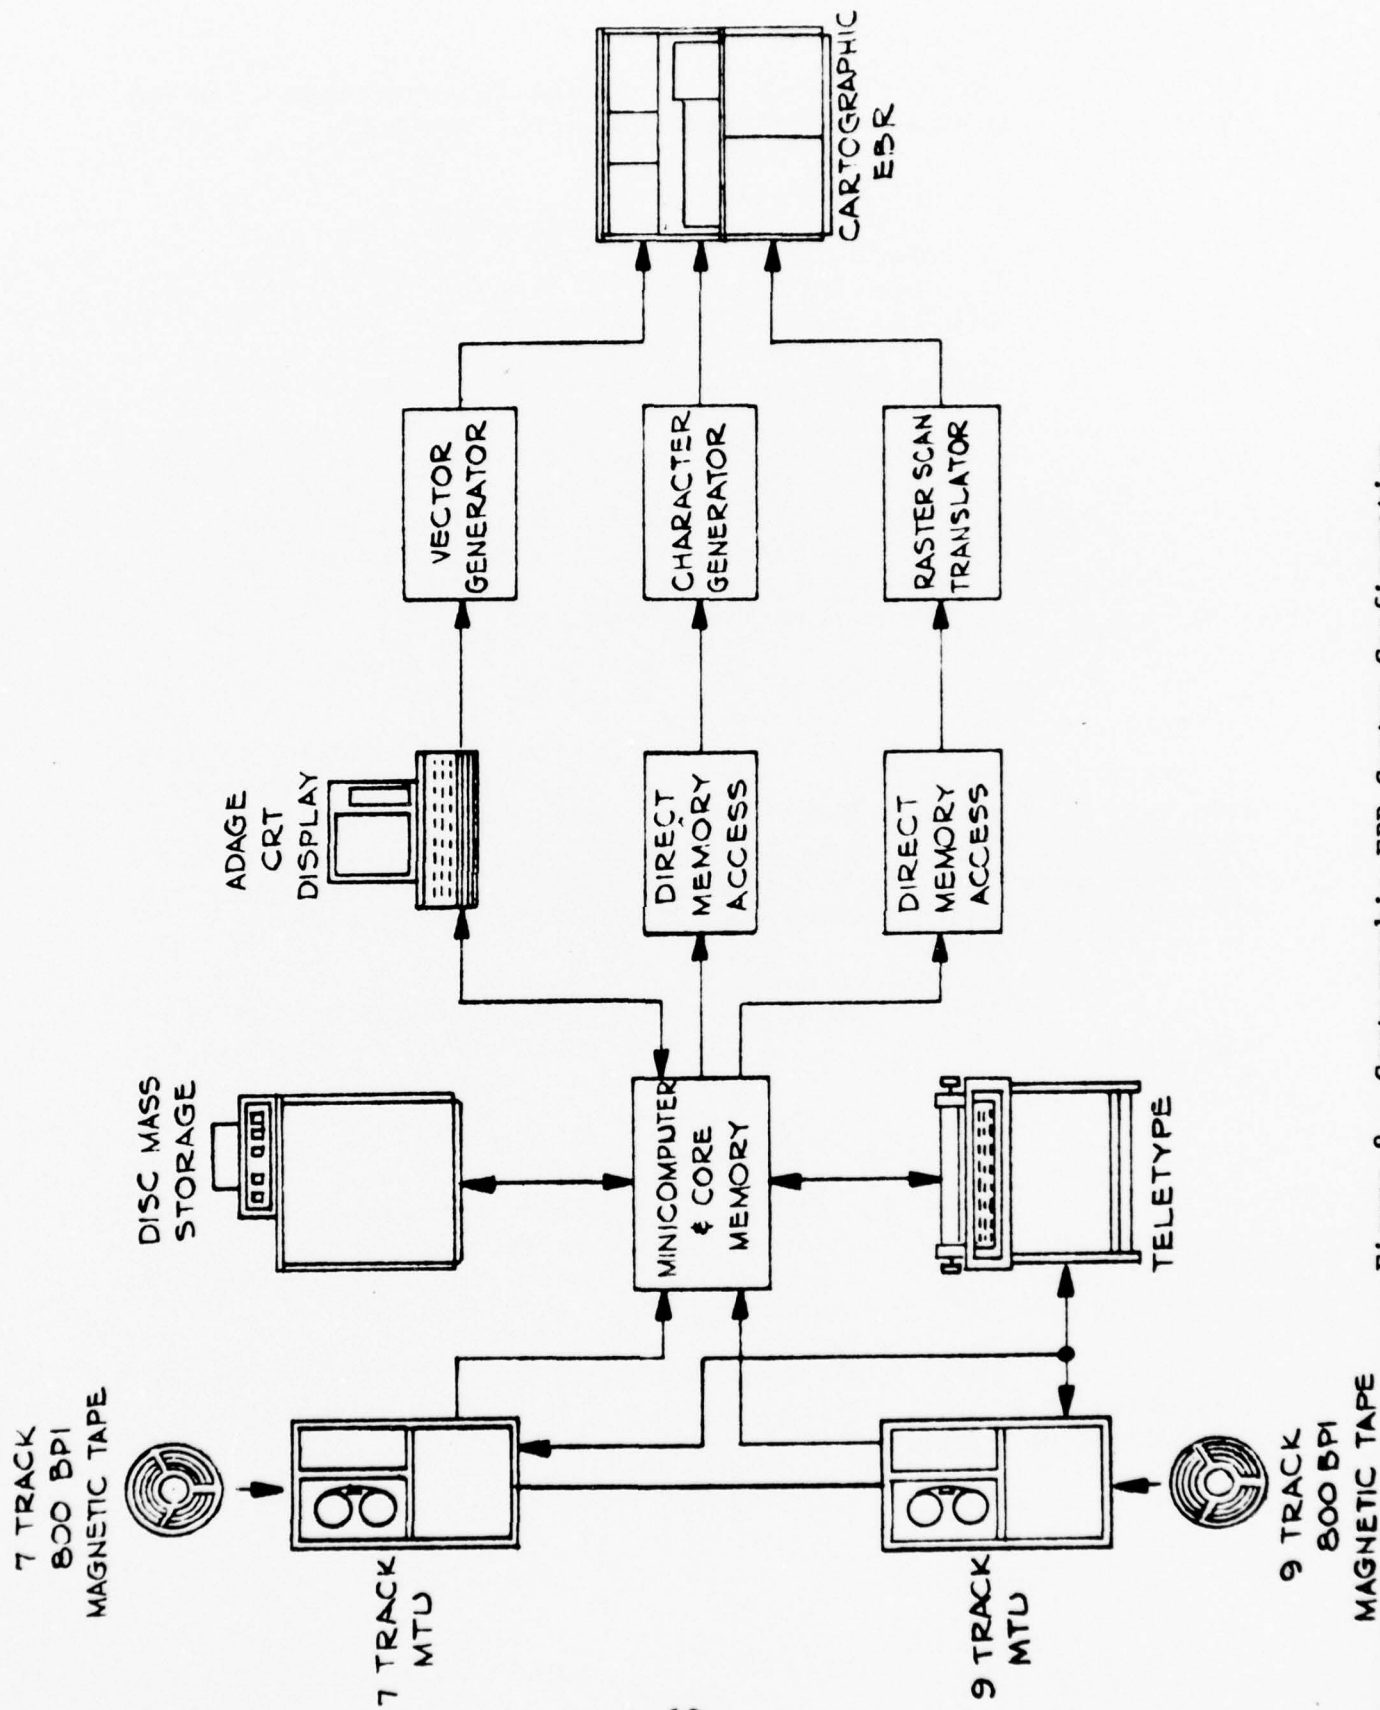 7 TRACK
800 BPI
MAGNETIC TAPE
7 TRACK
MTU
DISC MASS
STORAGE
ADAGE
CRT
DISPLAY
VECTOR
GENERATOR
MINICOMPUTER
& CORE
MEMORY
DIRECT
MEMORY
ACCESS
CHARACTER
GENERATOR
CARTOGRAPHIC
EBR
DIRECT
MEMORY
ACCESS
RASTER SCAN
TRANSLATOR
TELETYPE
9 TRACK
MTU
9 TRACK
800 BPI
MAGNETIC TAPE